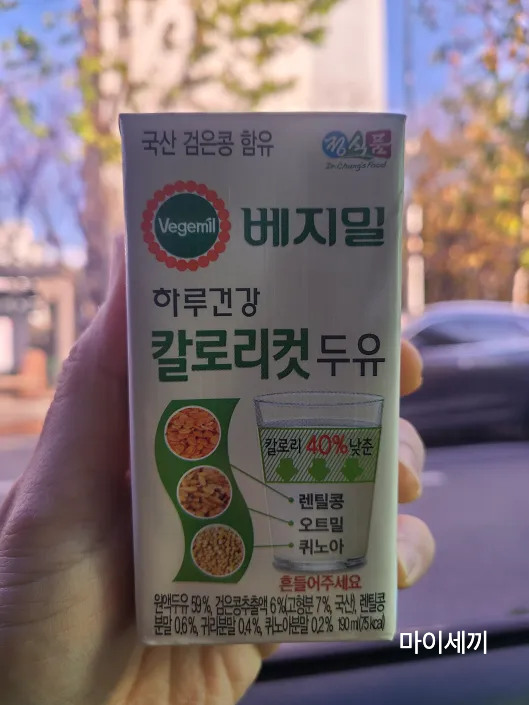 국산 검은콩 함유
정식품
Dr.Chung's Food
Vegemil
베지밀
하루건강
칼로리컷 두유
칼로리 40% 낮춘
렌틸콩
오트밀
퀴노아
흔들어주세요
원액두유 59%, 검은콩추출액 6%(고형분 7%, 국산), 렌틸콩
분말 0.6%, 귀리분말 0.4%, 퀴노아분말 0.2% 190 ml(75 kcal)
마이세끼